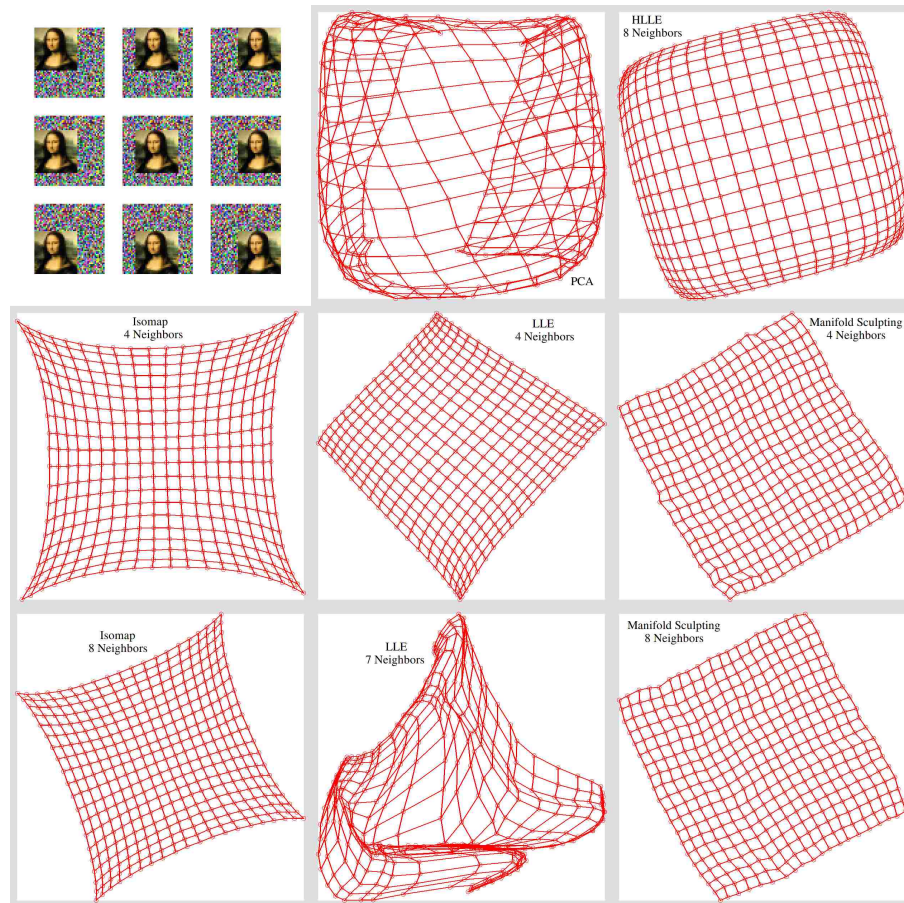 HLLE
8 Neighbors
PCA
Isomap
4 Neighbors
LLE
4 Neighbors
Manifold Sculpting
4 Neighbors
Isomap
8 Neighbors
LLE
7 Neighbors
Manifold Sculpting
8 Neighbors